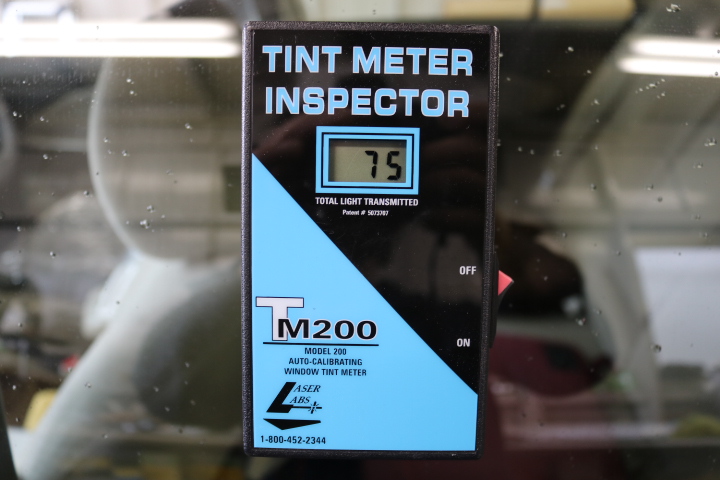 TINT METER
INSPECTOR
75
TOTAL LIGHT TRANSMITTED
Patent # 5073707
OFF
TM200
ON
MODEL 200
AUTO-CALIBRATING
WINDOW TINT METER
LASER
LABS
1-800-452-2344